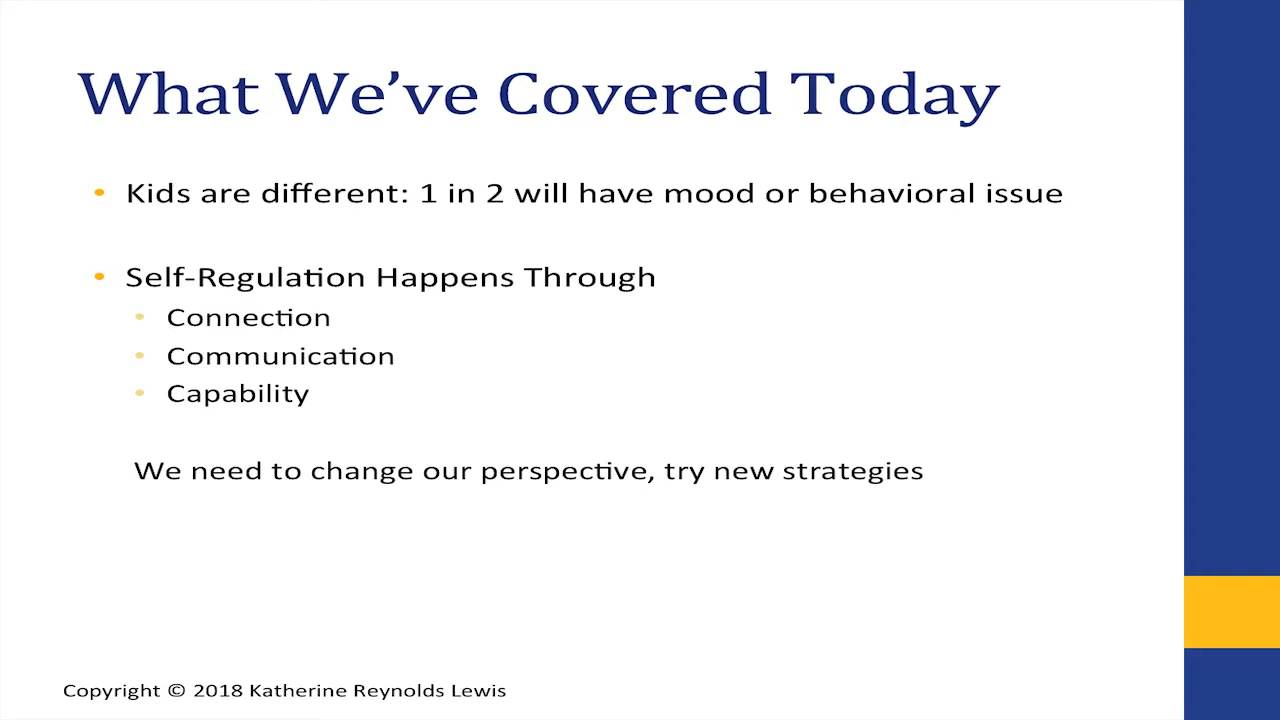 What We’ve Covered Today
• Kids are different: 1 in 2 will have mood or behavioral issue
• Self-Regulation Happens Through
• Connection
• Communication
• Capability
We need to change our perspective, try new strategies
Copyright © 2018 Katherine Reynolds Lewis